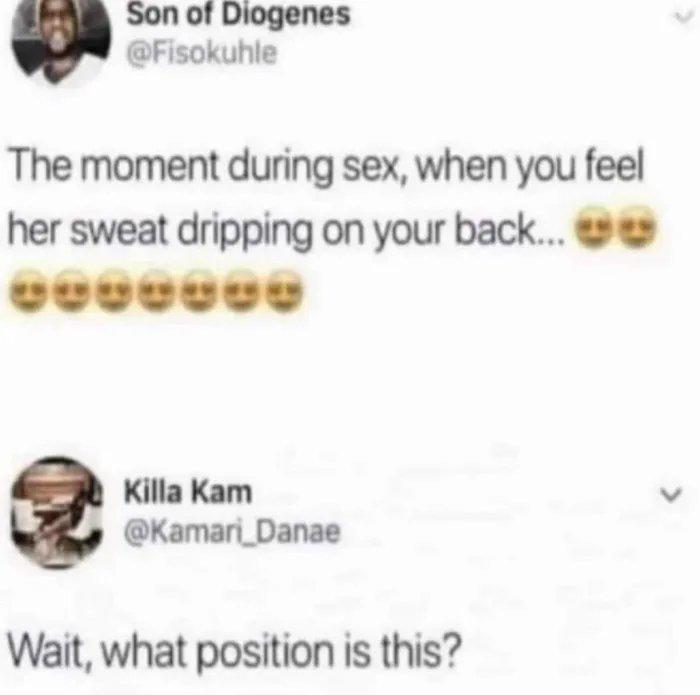 Son of Diogenes
@Fisokuhle
The moment during sex, when you feel
her sweat dripping on your back... 😍😍
😍😍😍😍😍😍😍
Killa Kam
@Kamari_Danae
Wait, what position is this?